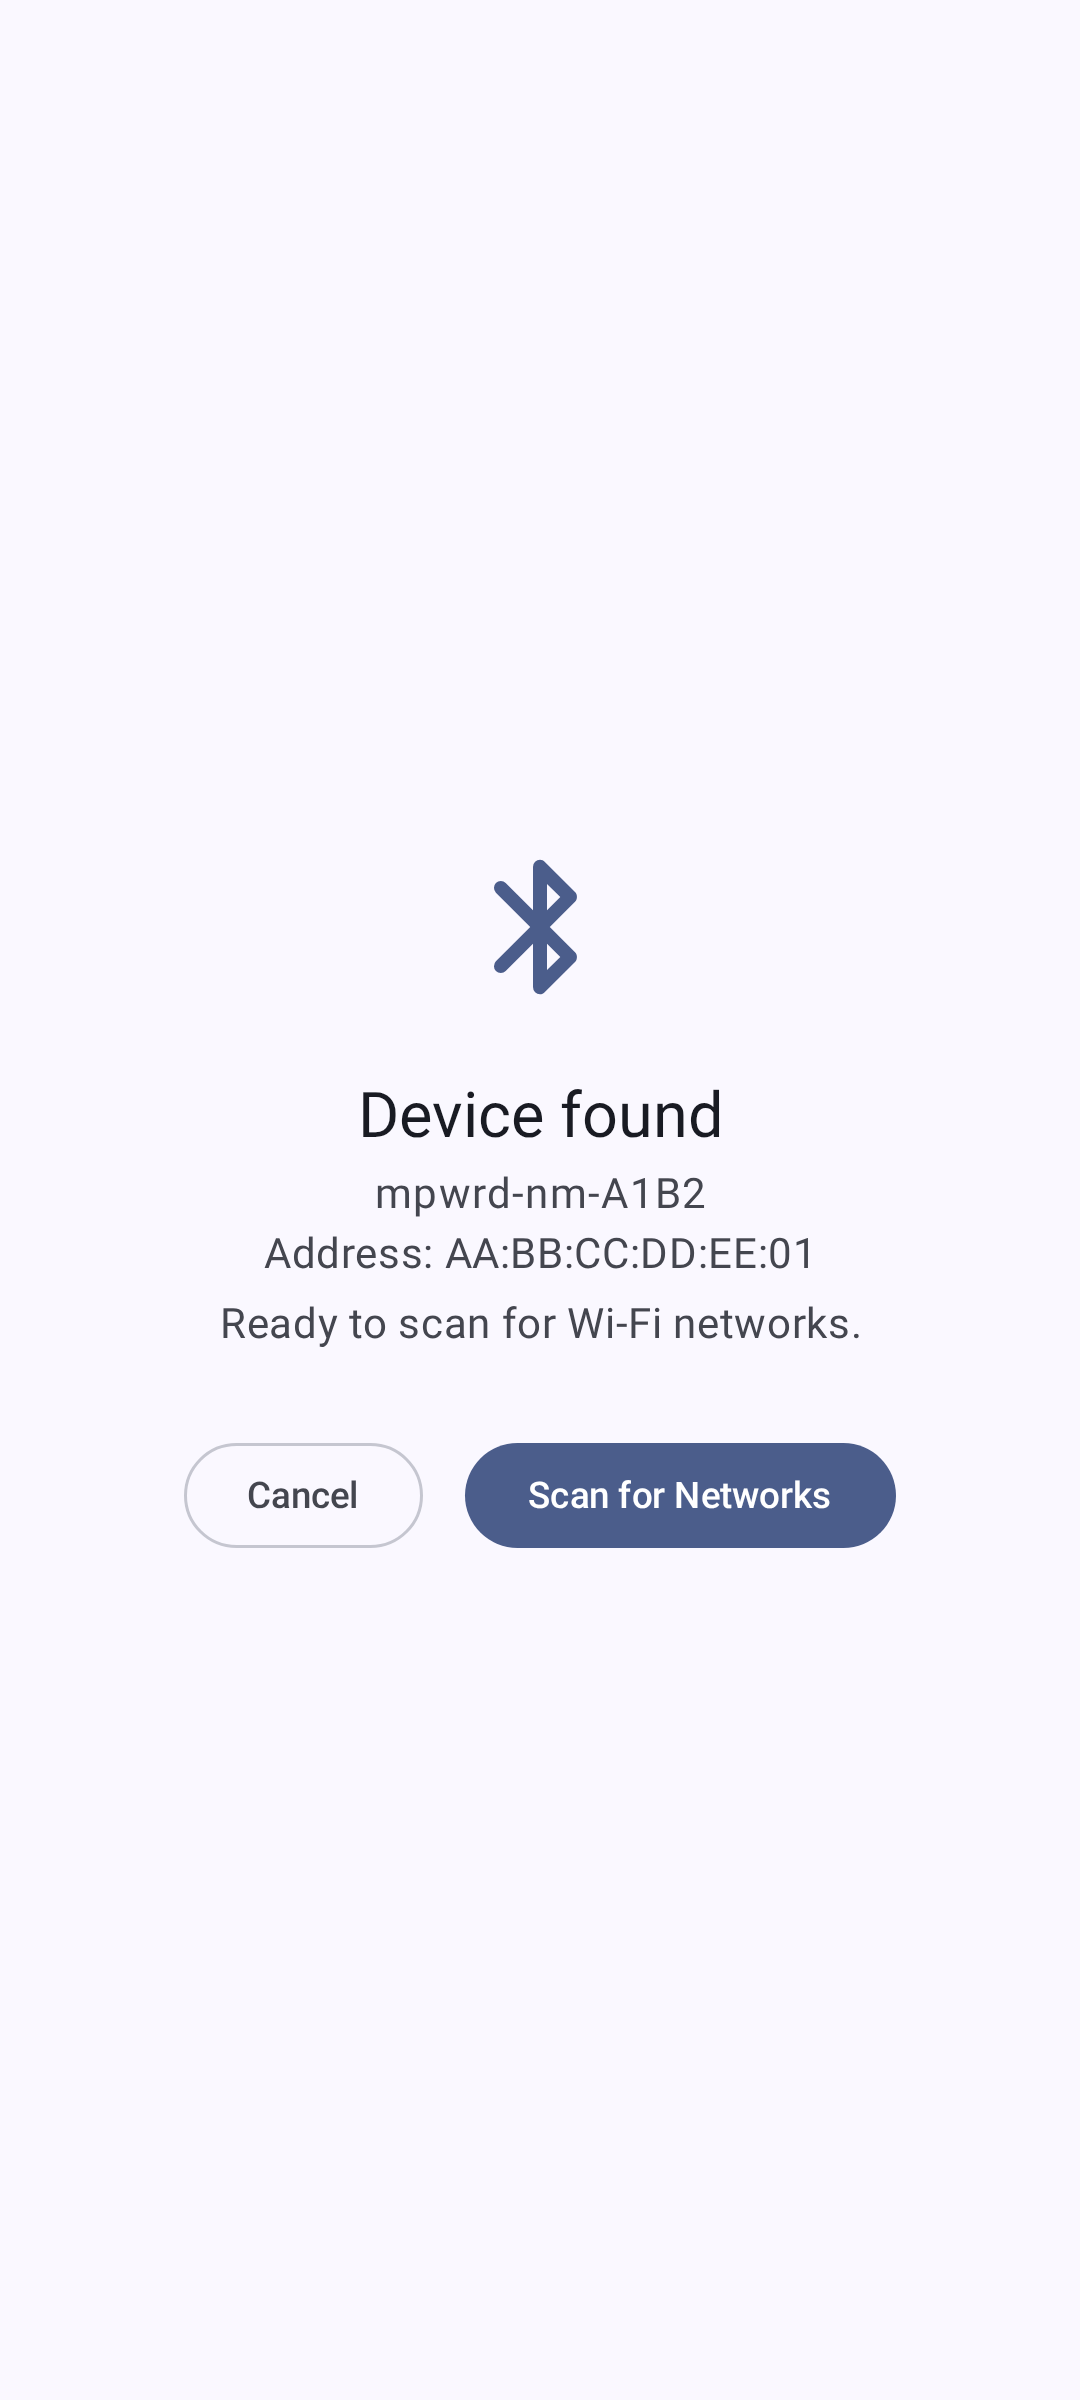 Device found
mpwrd-nm-A1B2
Address: AA:BB:CC:DD:EE:01
Ready to scan for Wi-Fi networks.
Cancel
Scan for Networks